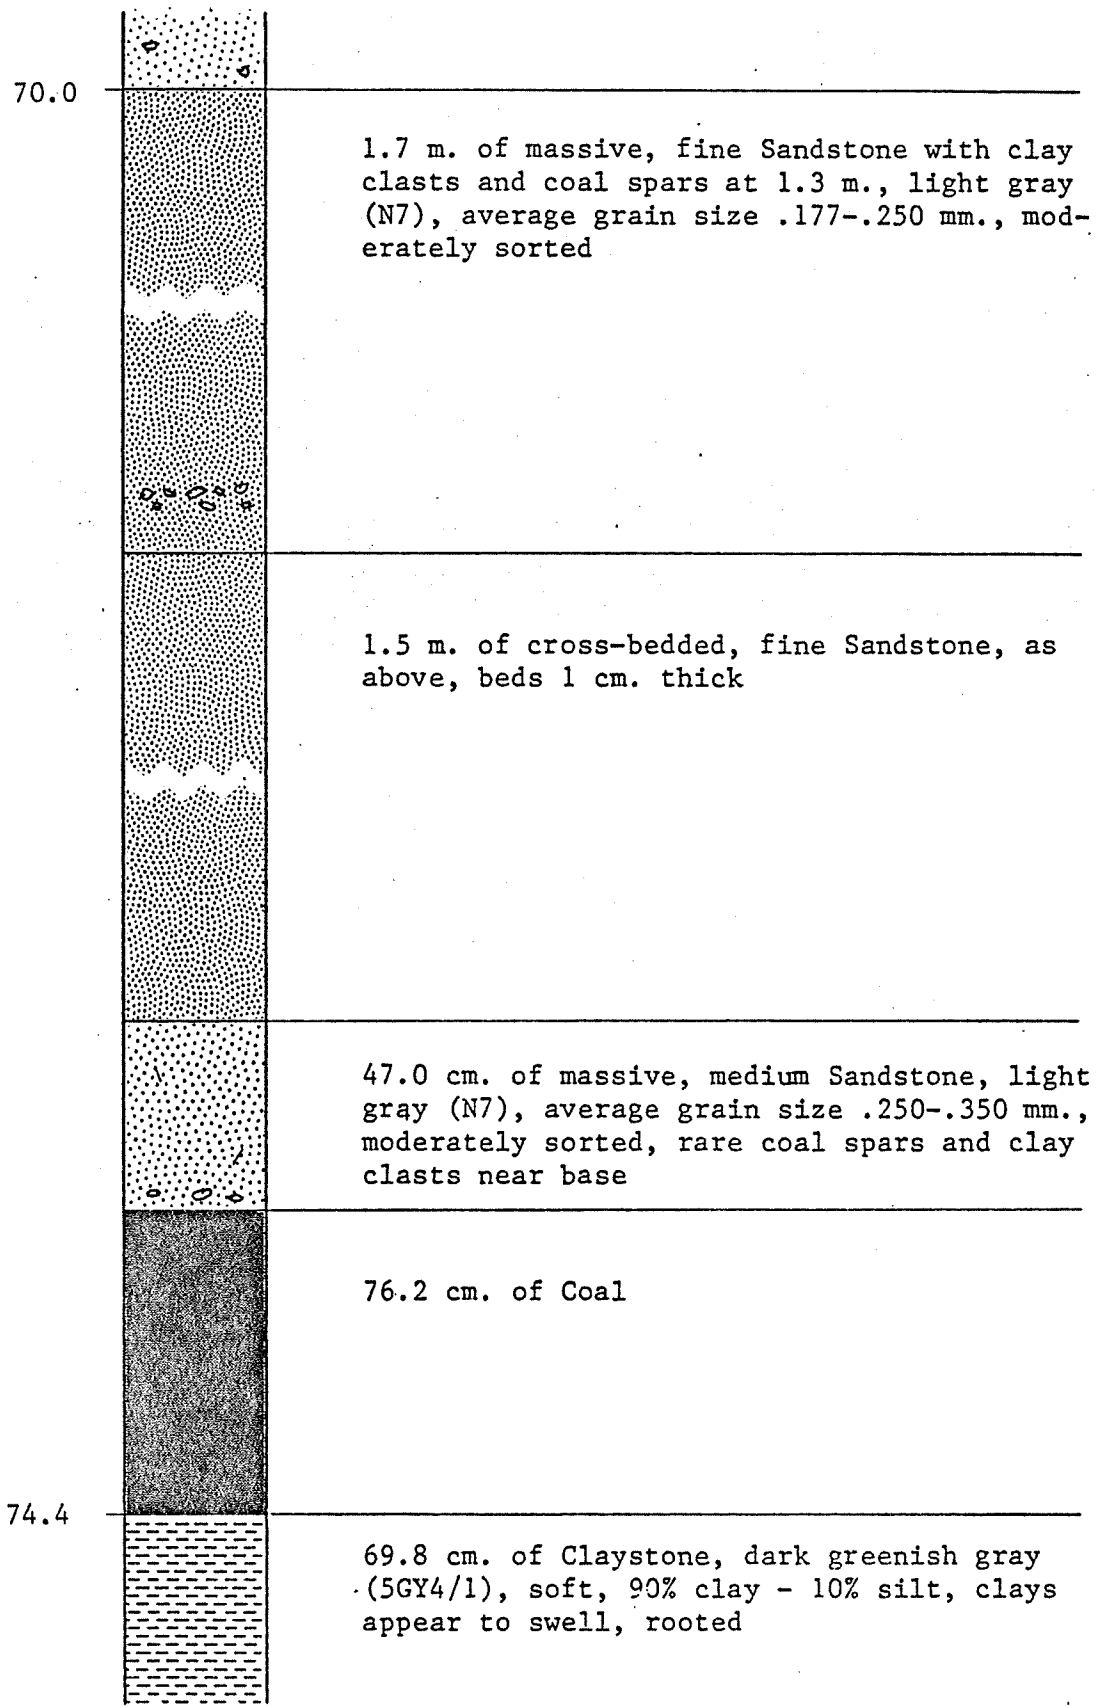 70.0
1.7 m. of massive, fine Sandstone with clay
clasts and coal spars at 1.3 m., light gray
(N7), average grain size .177-.250 mm., mod-
erately sorted
1.5 m. of cross-bedded, fine Sandstone, as
above, beds 1 cm. thick
47.0 cm. of massive, medium Sandstone, light
gray (N7), average grain size .250-.350 mm.,
moderately sorted, rare coal spars and clay
clasts near base
76.2 cm. of Coal
74.4
69.8 cm. of Claystone, dark greenish gray
(5GY4/1), soft, 90% clay - 10% silt, clays
appear to swell, rooted